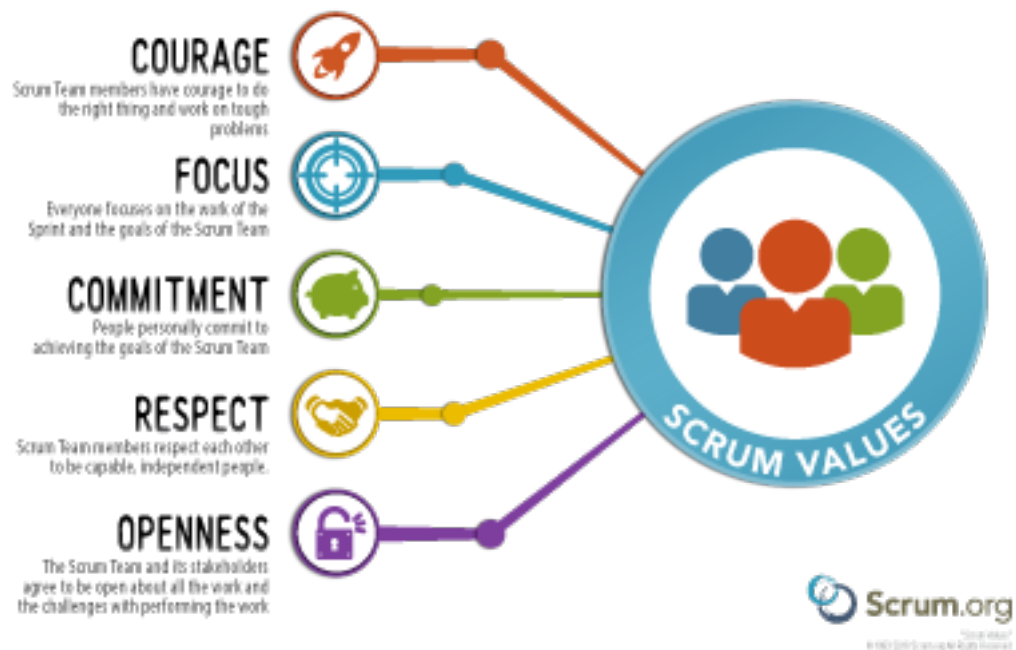 COURAGE
Scrum Team members have courage to do
the right thing and work on tough
problems
FOCUS
Everyone focuses on the work of the
Sprint and the goals of the Scrum Team
COMMITMENT
People personally commit to
achieving the goals of the Scrum Team
RESPECT
Scrum Team members respect each other
to be capable, independent people.
OPENNESS
The Scrum Team and its stakeholders
agree to be open about all the work and
the challenges with performing the work
SCRUM VALUES
Scrum.org